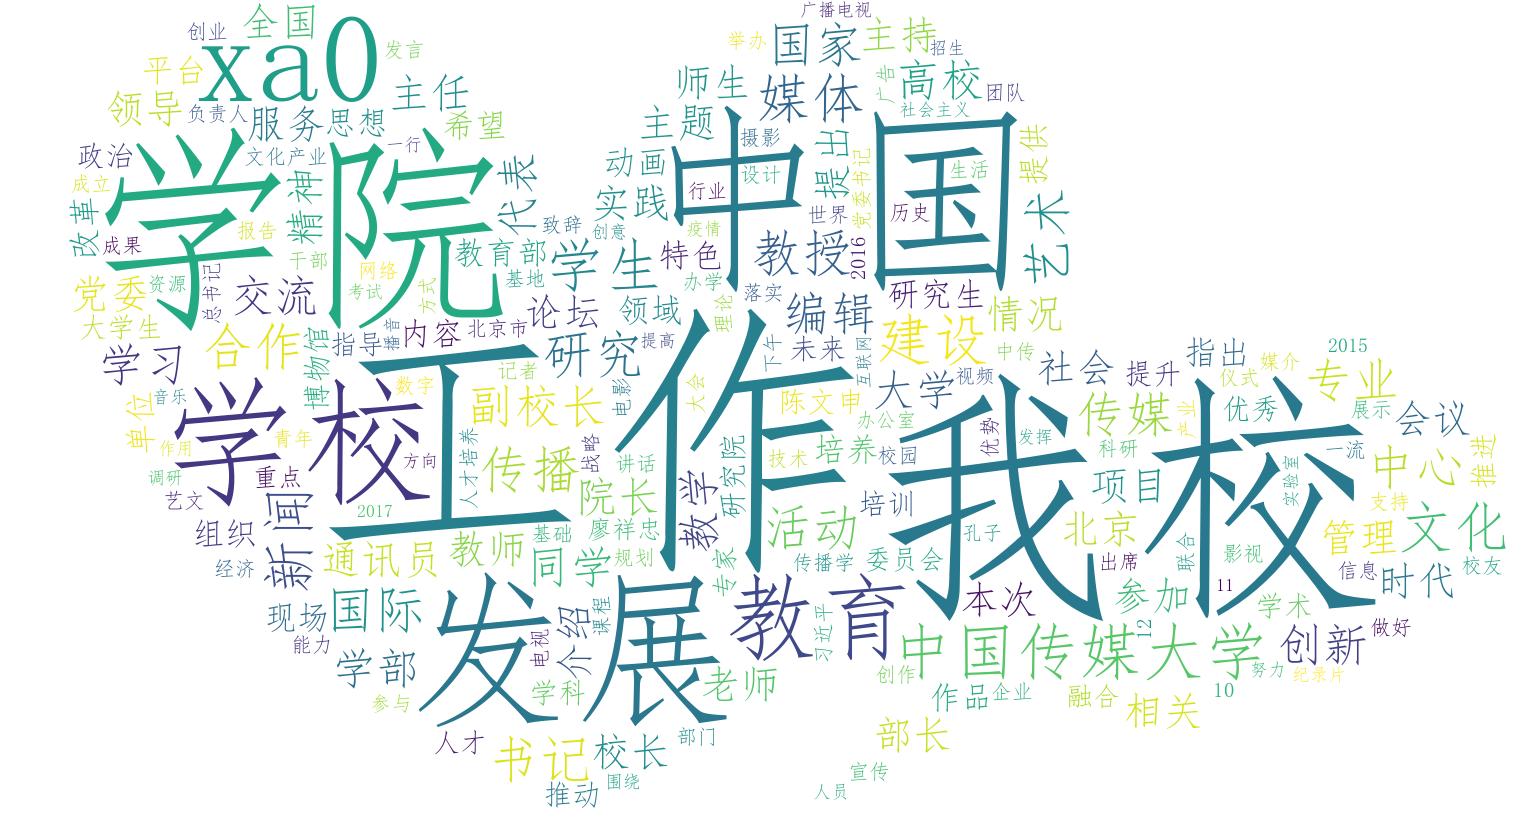 广播电视
创业
全国
xa0
发言
举办
国家
主持
招生
平台
领导
负责人
服务
思想
主任
希望
师生
媒体
高校
广告
团队
社会主义
主题
摄影
提出
提供
政治
文化产业
一行
学院
中国
成立
改革
成果
报告
精神
代表
动画
实践
设计
行业
世界
党委书记
历史
生活
艺术
致辞
创意
疫情
干部
网络
教育部
学生
特色
教授
2016
党委
资源
总书记
交流
考试
方式
基地
办学
落实
研究生
情况
大学生
博物馆
指导
播音
内容
北京市
论坛
领域
理论
编辑
建设
学习
合作
研究
提高
下午
未来
互联网
中传
社会
指出
2015
提升
仪式
媒介
专业
单位
音乐
数字
记者
电影
大会
陈文申
大学
视频
学校
工作
我校
副校长
办公室
优势
传媒
产业
优秀
展示
会议
作用
青年
方向
人才培养
传播
战略
讲话
研究院
技术
培养
校园
发挥
科研
一流
中心
推进
调研
重点
艺文
2017
院长
教学
培训
项目
实验室
支持
组织
新闻
通讯员
教师
基础
廖祥忠
活动
孔子
北京
管理
文化
经济
同学
规划
专家
传播学
委员会
出席
联合
影视
信息
校友
现场
国际
发展
介绍
课程
教育
本次
参加
11
时代
能力
学部
电视
习近平
中国传媒大学
12
学术
创新
做好
参与
学科
老师
创作
作品
企业
融合
相关
10
努力
纪录片
人才
书记
校长
部门
部长
推动
围绕
宣传
人员